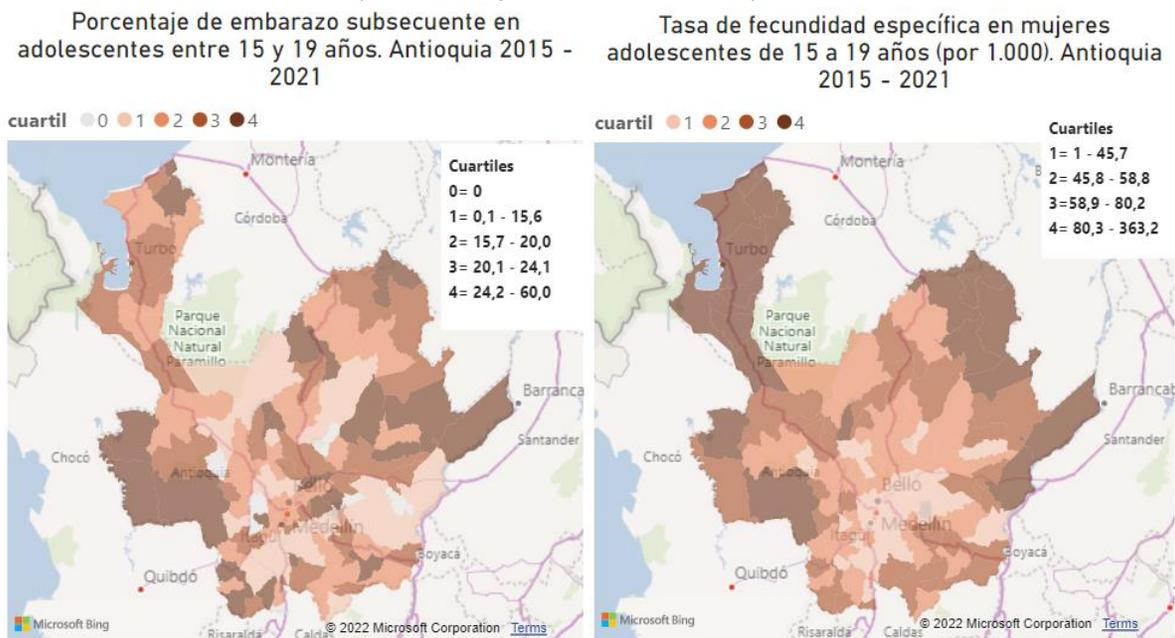 Porcentaje de embarazo subsecuente en
adolescentes entre 15 y 19 años. Antioquia 2015 -
2021
cuartil 0 1 2 3 4
Cuartiles
0= 0
1= 0,1 - 15,6
2= 15,7 - 20,0
3= 20,1 - 24,1
4= 24,2 - 60,0
Montería
Córdoba
Turbo
Parque
Nacional
Natural
Paramillo
Barranca
Santander
Chocó
Antioquia
Bello
Medellín
Itagui
Boyacá
Quibdó
Risaralda
Caldas
Microsoft Bing
© 2022 Microsoft Corporation Terms
Tasa de fecundidad específica en mujeres
adolescentes de 15 a 19 años (por 1.000). Antioquia
2015 - 2021
cuartil 1 2 3 4
Cuartiles
1= 1 - 45,7
2= 45,8 - 58,8
3=58,9 - 80,2
4= 80,3 - 363,2
Montería
Córdoba
Turbo
Parque
Nacional
Natural
Paramillo
Barrancab
Santander
Chocó
Antioquia
Bello
Medellín
Itagui
Boyacá
Quibdó
Risaralda
Caldas
Microsoft Bing
© 2022 Microsoft Corporation Terms